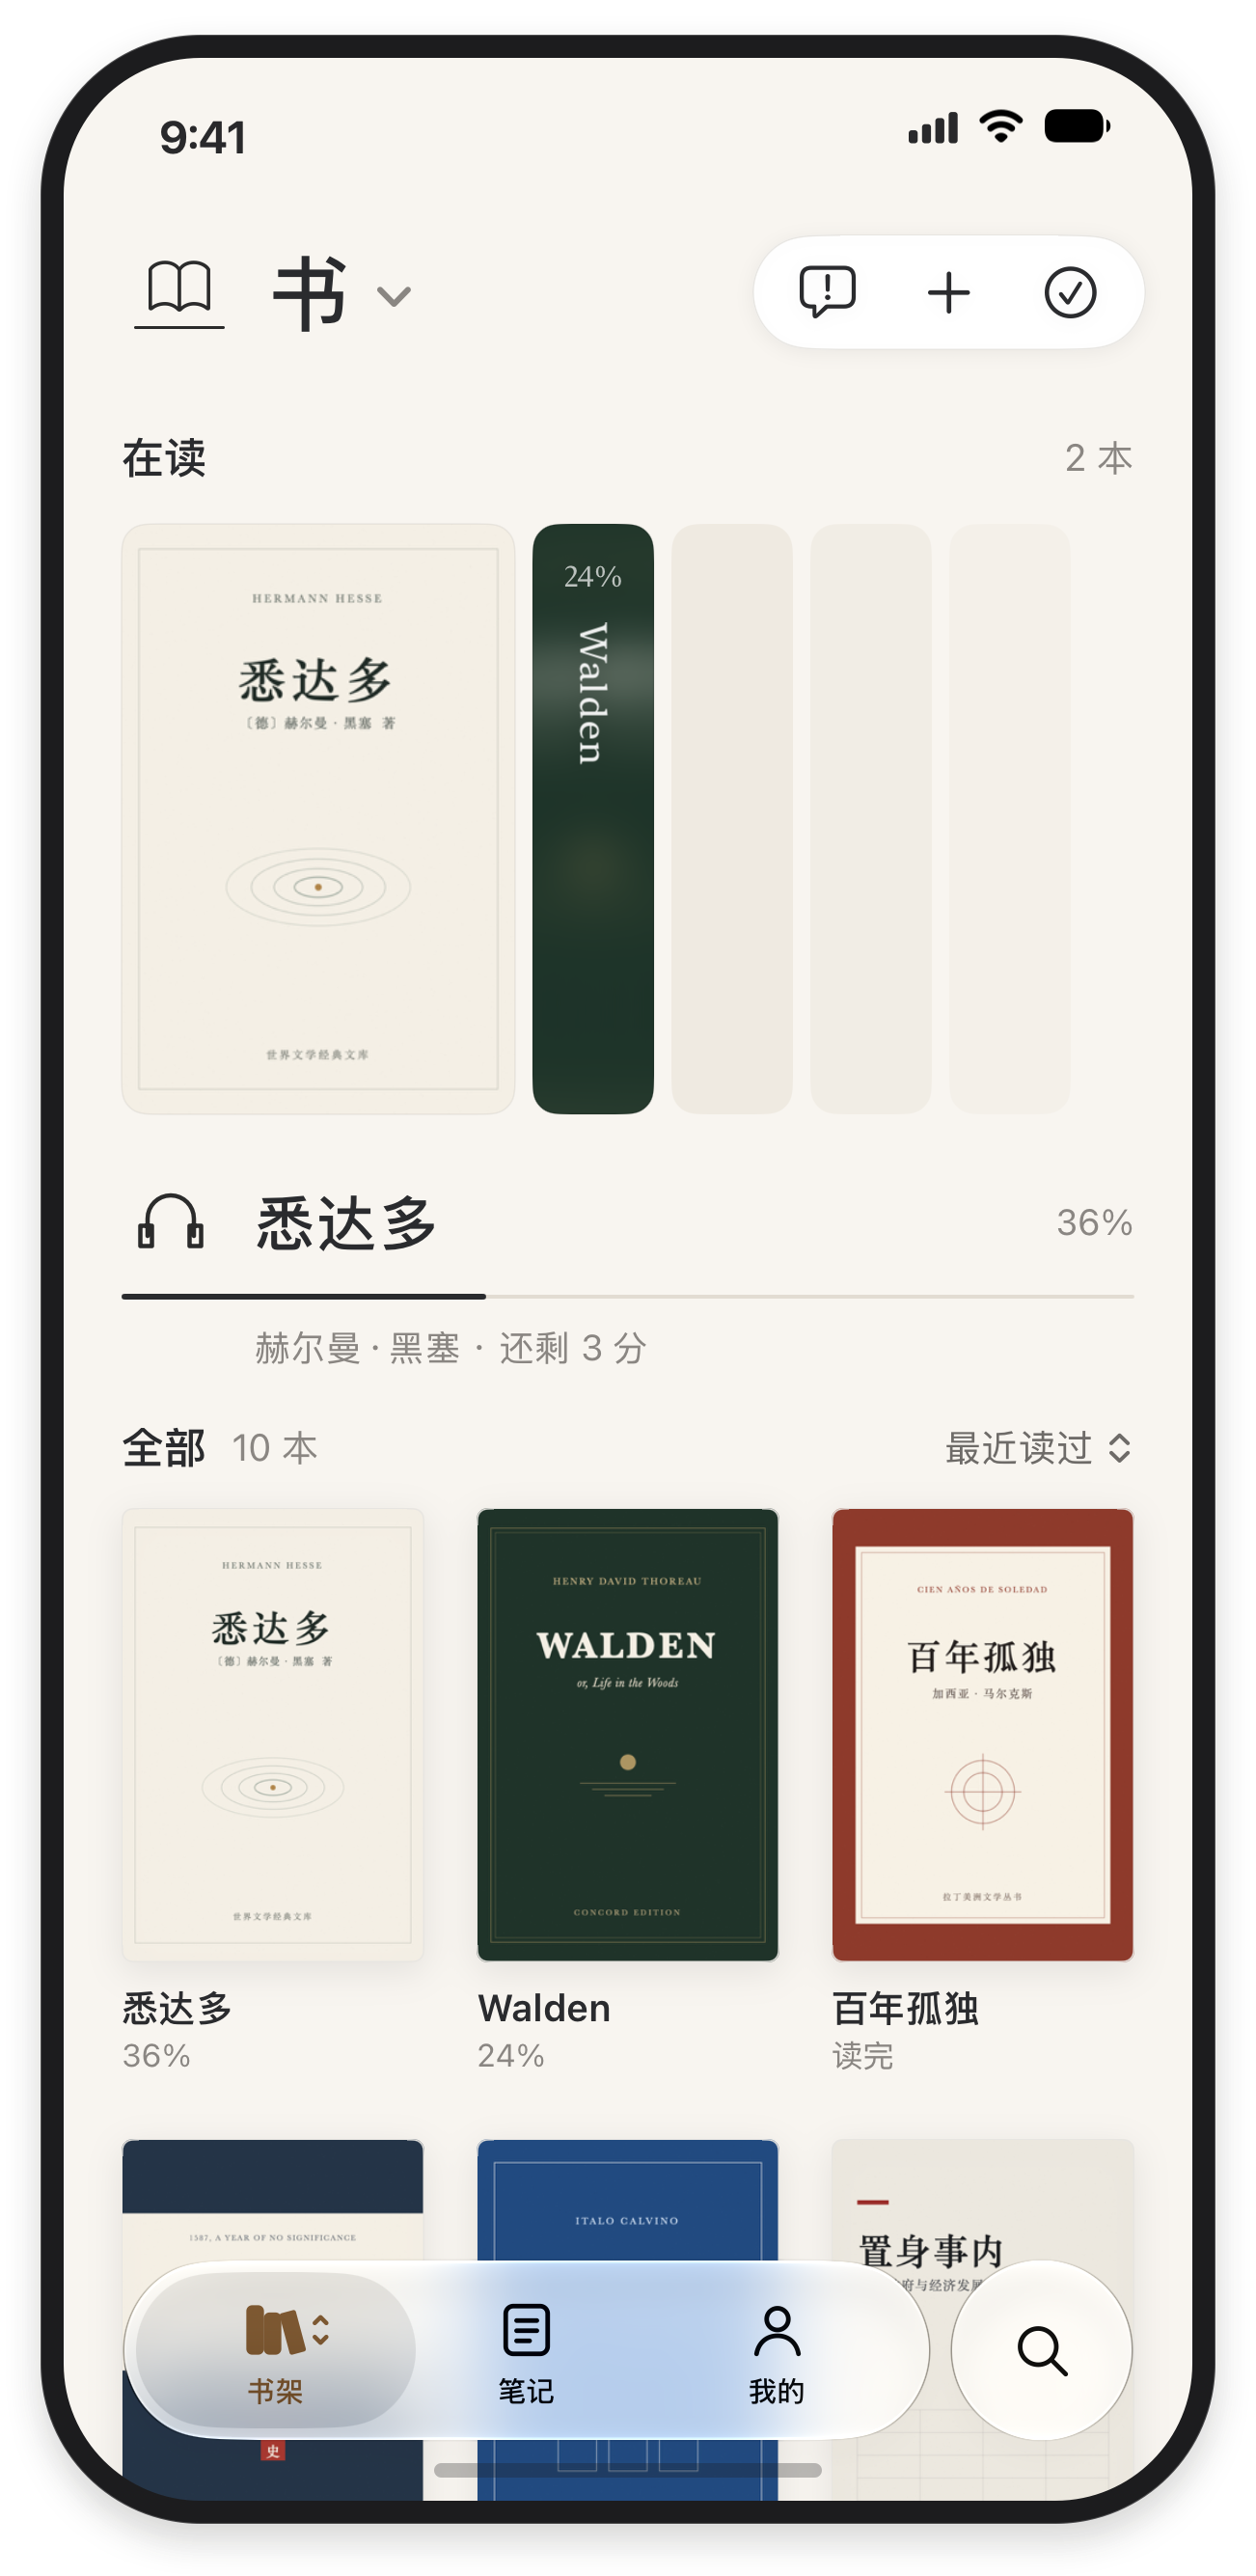 9:41
书
在读
2 本
HERMANN HESSE
悉达多
〔德〕赫尔曼·黑塞 著
世界文学经典文库
24%
Walden
悉达多
36%
赫尔曼·黑塞 · 还剩 3 分
全部 10 本
最近读过
HERMANN HESSE
悉达多
〔德〕赫尔曼·黑塞 著
世界文学经典文库
HENRY DAVID THOREAU
WALDEN
or, Life in the Woods
CONCORD EDITION
CIEN AÑOS DE SOLEDAD
百年孤独
加西亚·马尔克斯
拉丁美洲文学丛书
悉达多
36%
Walden
24%
百年孤独
读完
1587, A YEAR OF NO SIGNIFICANCE
史
ITALO CALVINO
置身事内
府与经济发展
书架
笔记
我的